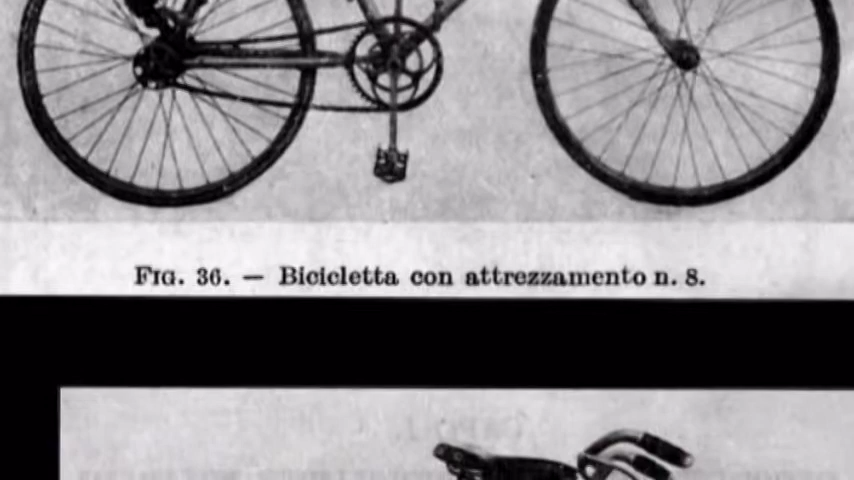 FIG. 36. — Bicicletta con attrezzamento n. 8.